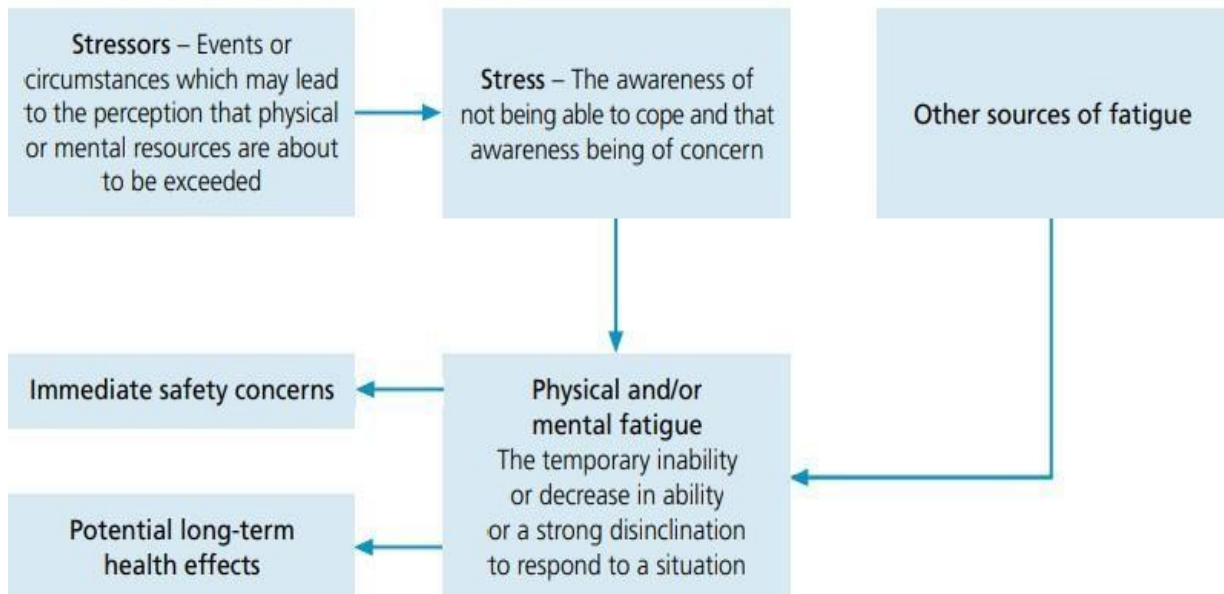 Stressors – Events or
circumstances which may lead
to the perception that physical
or mental resources are about
to be exceeded
Stress – The awareness of
not being able to cope and that
awareness being of concern
Other sources of fatigue
Immediate safety concerns
Potential long-term
health effects
Physical and/or
mental fatigue
The temporary inability
or decrease in ability
or a strong disinclination
to respond to a situation